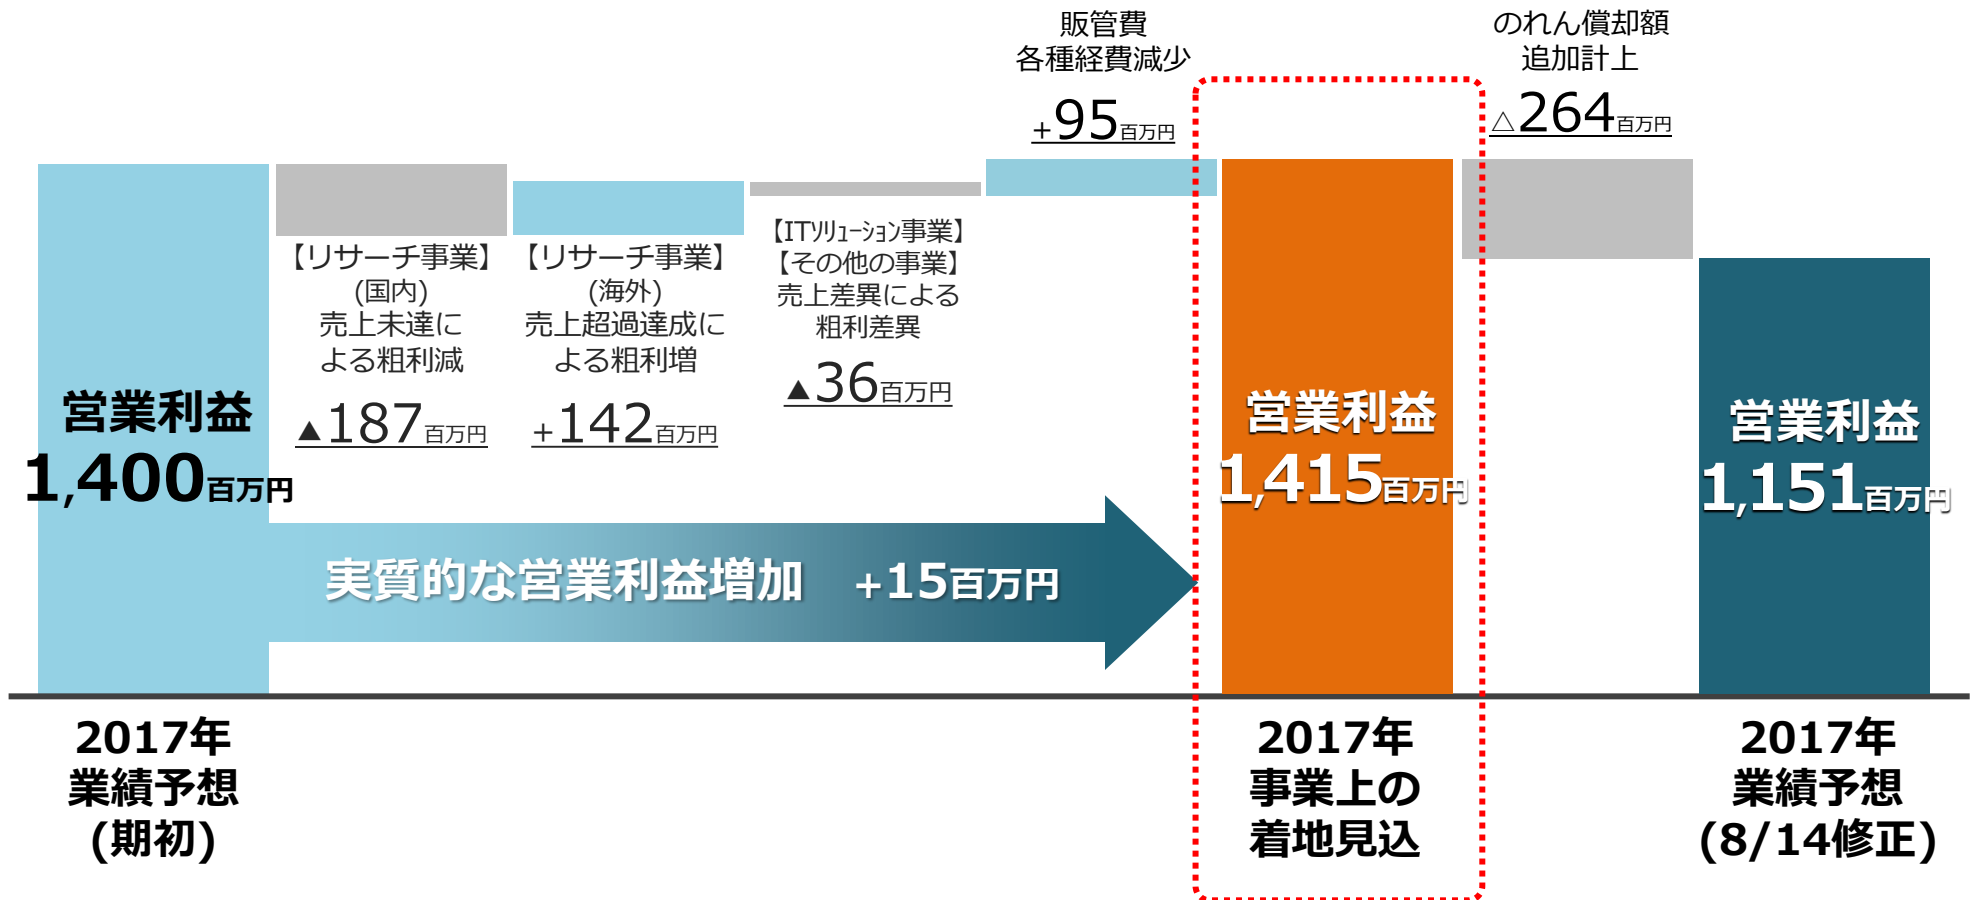 販管費
各種経費減少
+95百万円
のれん償却額
追加計上
△264百万円
【リサーチ事業】
(国内)
売上未達に
よる粗利減
▲187百万円
【リサーチ事業】
(海外)
売上超過達成に
よる粗利増
+142百万円
【ITｿﾘｭｰｼｮﾝ事業】
【その他の事業】
売上差異による
粗利差異
▲36百万円
営業利益
1,400百万円
営業利益
1,415百万円
営業利益
1,151百万円
実質的な営業利益増加 +15百万円
2017年
業績予想
(期初)
2017年
事業上の
着地見込
2017年
業績予想
(8/14修正)